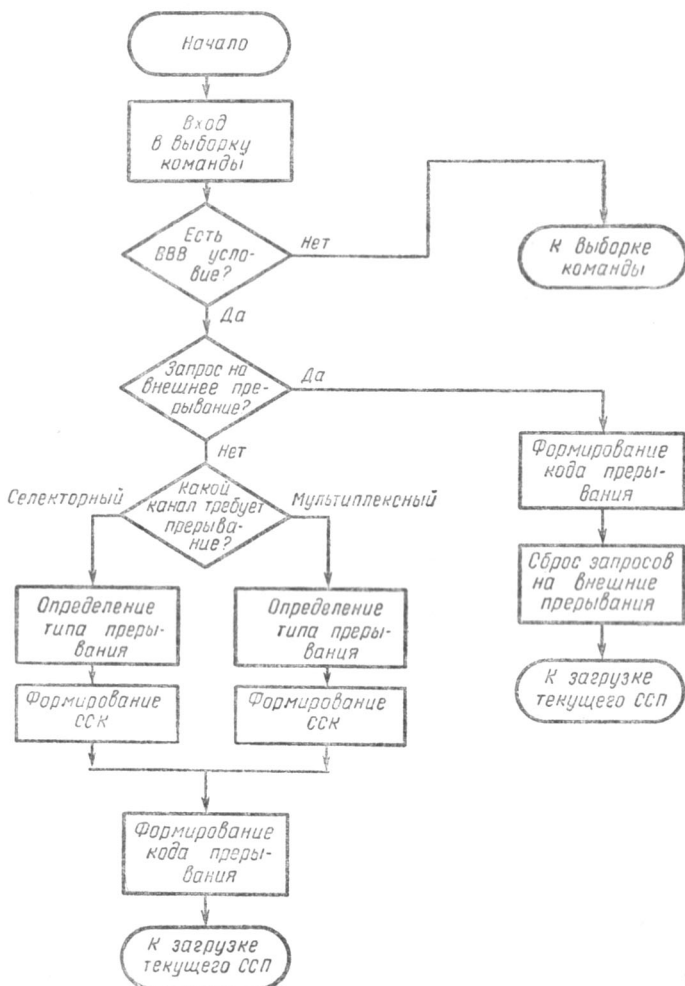 Начало
Вход
в выборку
команды
Есть
ВВВ усло-
вие?
Нет
К выборке
команды
Да
Запрос на
внешнее пре-
рывание?
Да
Нет
Формирование
кода преры-
вания
Селекторный
Какой
канал требует
прерыва-
ние?
Мультиплексный
Сброс запросов
на внешние
прерывания
Определение
типа преры-
вания
Определение
типа преры-
вания
К загрузке
текущего ССП
Формирование
ССК
Формирование
ССК
Формирование
кода преры-
вания
К загрузке
текущего ССП